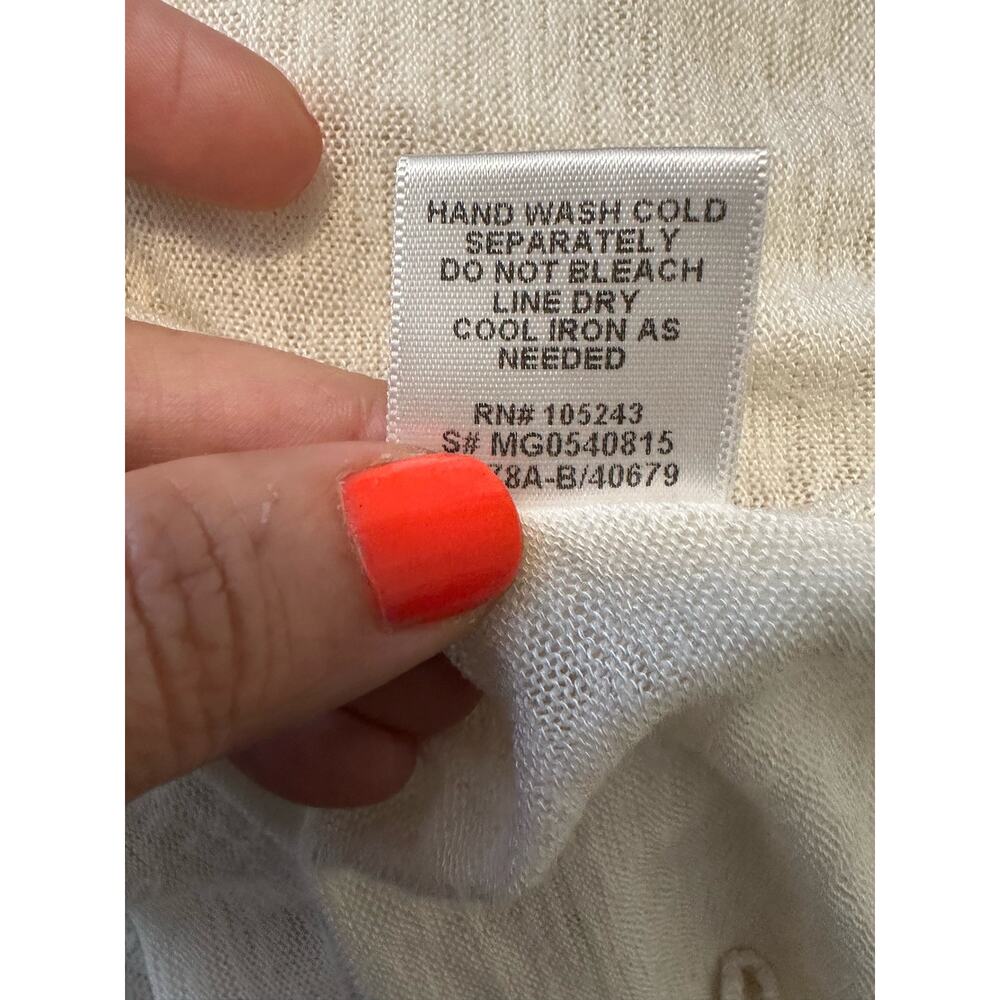 HAND WASH COLD
SEPARATELY
DO NOT BLEACH
LINE DRY
COOL IRON AS
NEEDED
RN# 105243
S# MG0540815
78A-B/40679